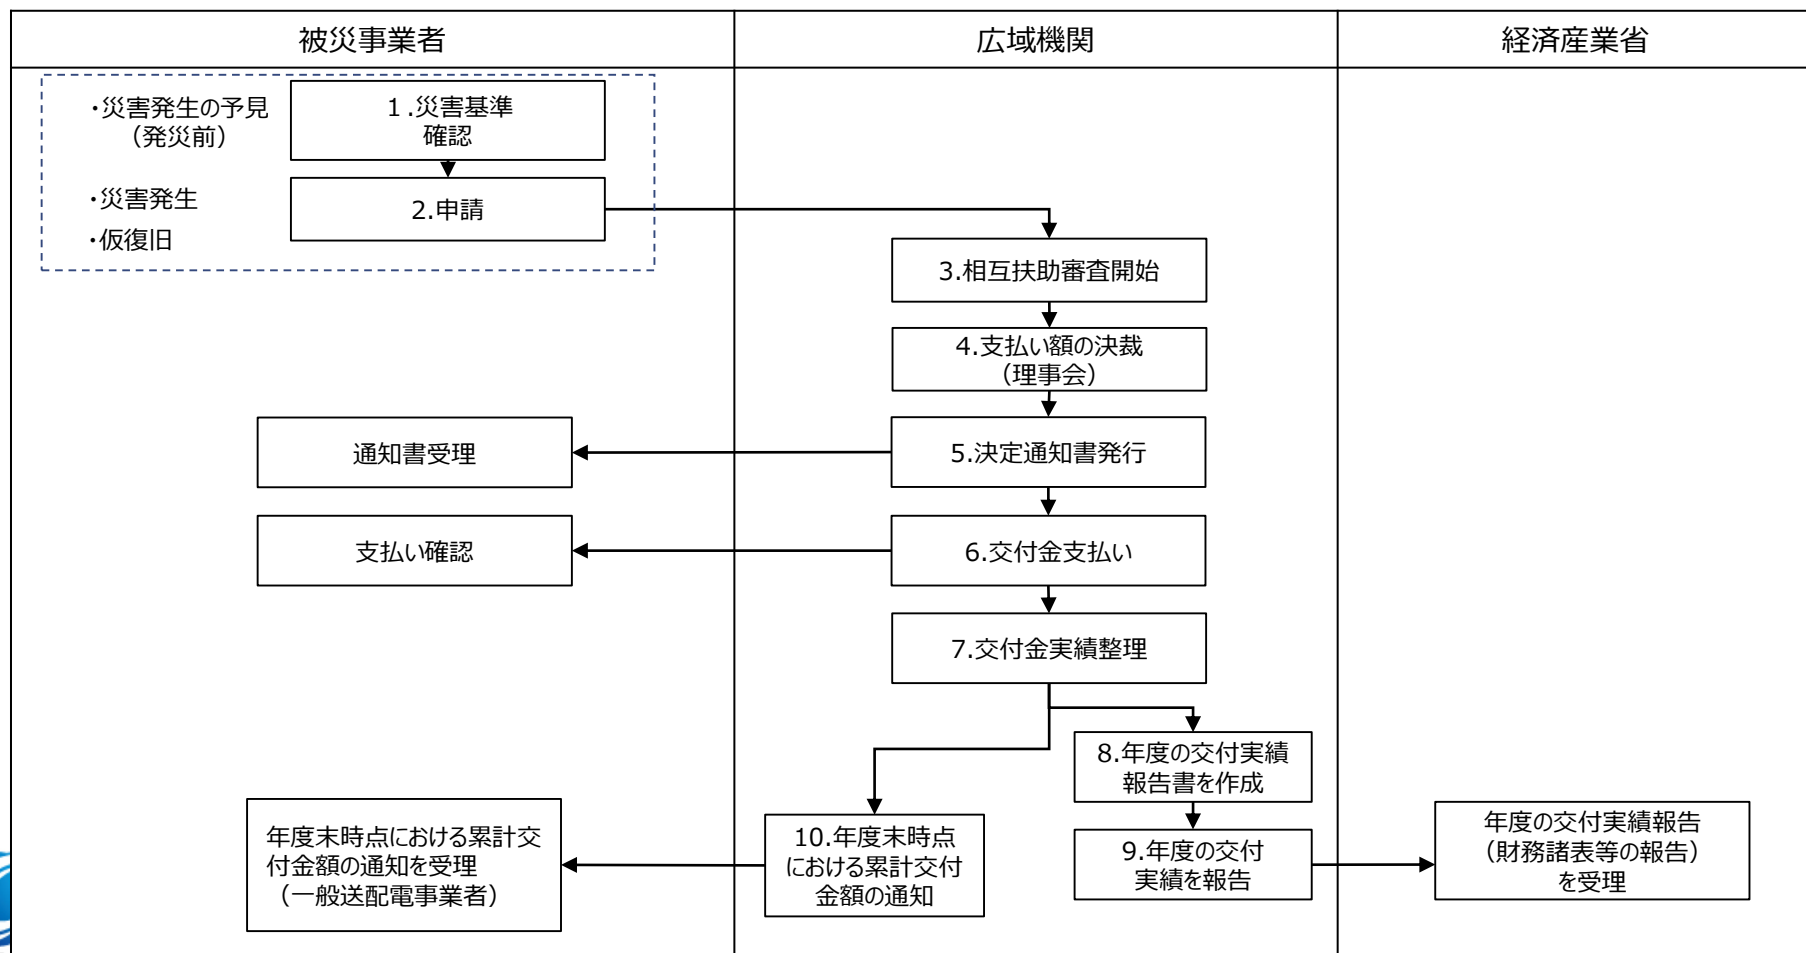 被災事業者
広域機関
経済産業省
・災害発生の予見
（発災前）
１.災害基準
確認
・災害発生
・仮復旧
2.申請
3.相互扶助審査開始
4.支払い額の決裁
（理事会）
通知書受理
5.決定通知書発行
支払い確認
6.交付金支払い
7.交付金実績整理
8.年度の交付実績
報告書を作成
年度末時点における累計交
付金額の通知を受理
（一般送配電事業者）
10.年度末時点
における累計交付
金額の通知
9.年度の交付
実績を報告
年度の交付実績報告
（財務諸表等の報告）
を受理